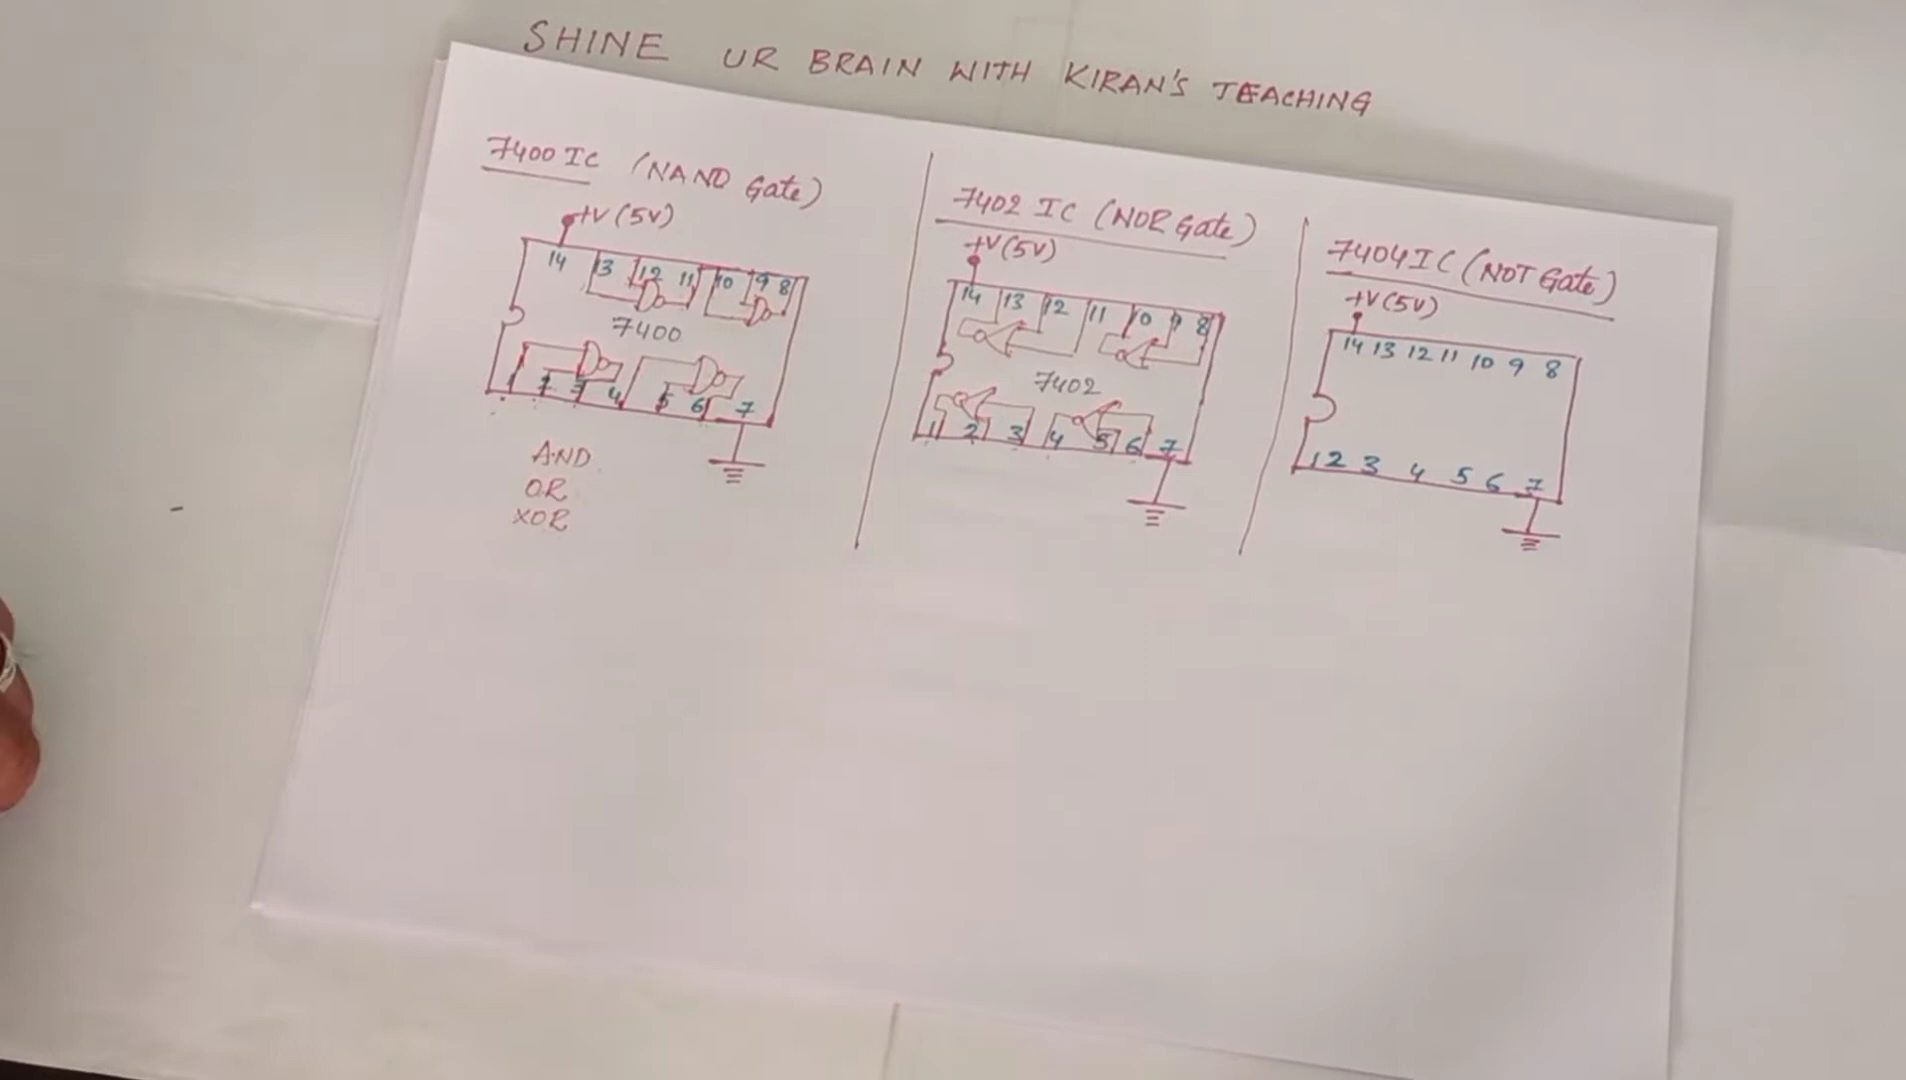 SHINE UR BRAIN WITH KIRAN'S TEACHING
7400 IC (NAND Gate)
+V (5V)
14 13 12 11 10 9 8
7400
1 2 3 4 5 6 7
AND
OR
XOR
7402 IC (NOR Gate)
+V (5V)
14 13 12 11 10 9 8
7402
1 2 3 4 5 6 7
7404 IC (NOT Gate)
+V (5V)
14 13 12 11 10 9 8
1 2 3 4 5 6 7